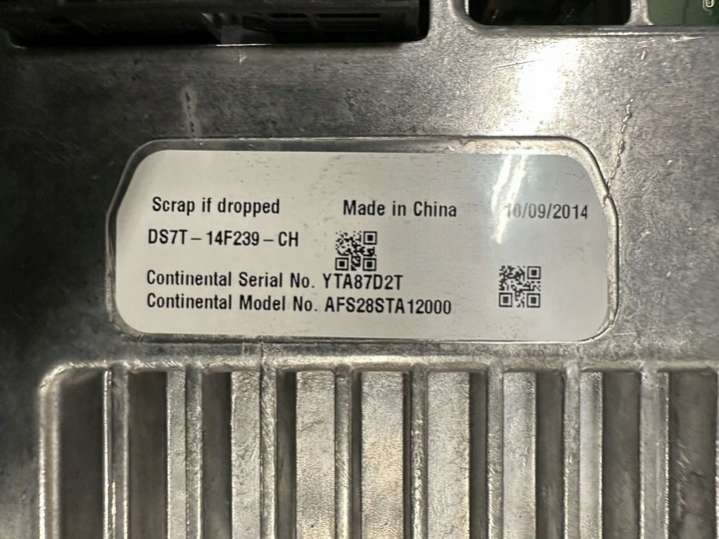 Scrap if dropped Made in China 16/09/2014
DS7T-14F239-CH
Continental Serial No. YTA87D2T
Continental Model No. AFS28STA12000